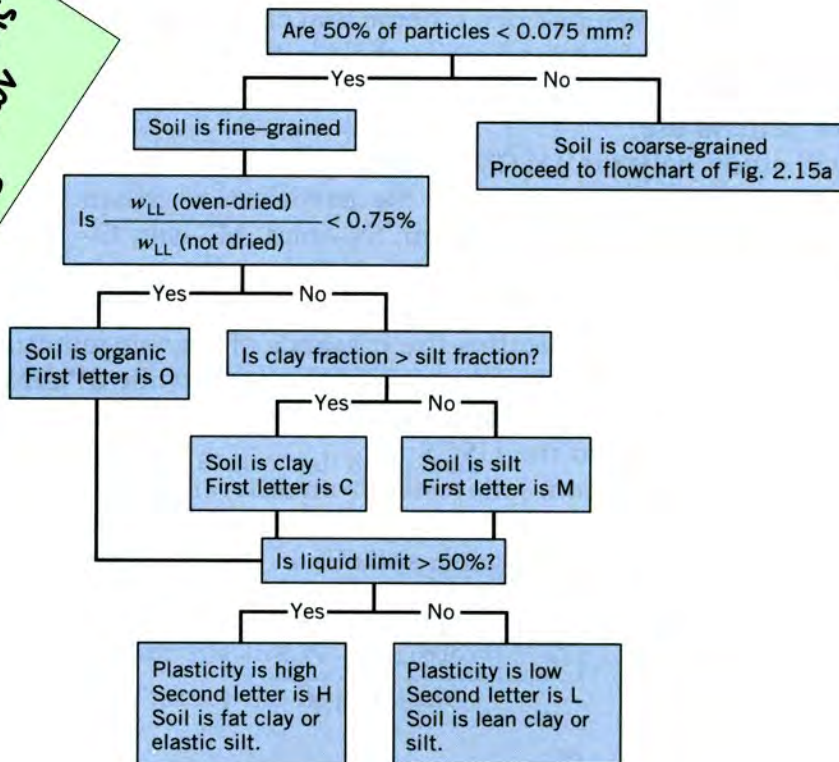 Are 50% of particles < 0.075 mm?
Yes
No
Soil is fine–grained
Soil is coarse-grained
Proceed to flowchart of Fig. 2.15a
Is w_LL (oven-dried) / w_LL (not dried) < 0.75%
Yes
No
Soil is organic
First letter is O
Is clay fraction > silt fraction?
Yes
No
Soil is clay
First letter is C
Soil is silt
First letter is M
Is liquid limit > 50%?
Yes
No
Plasticity is high
Second letter is H
Soil is fat clay or
elastic silt.
Plasticity is low
Second letter is L
Soil is lean clay or
silt.